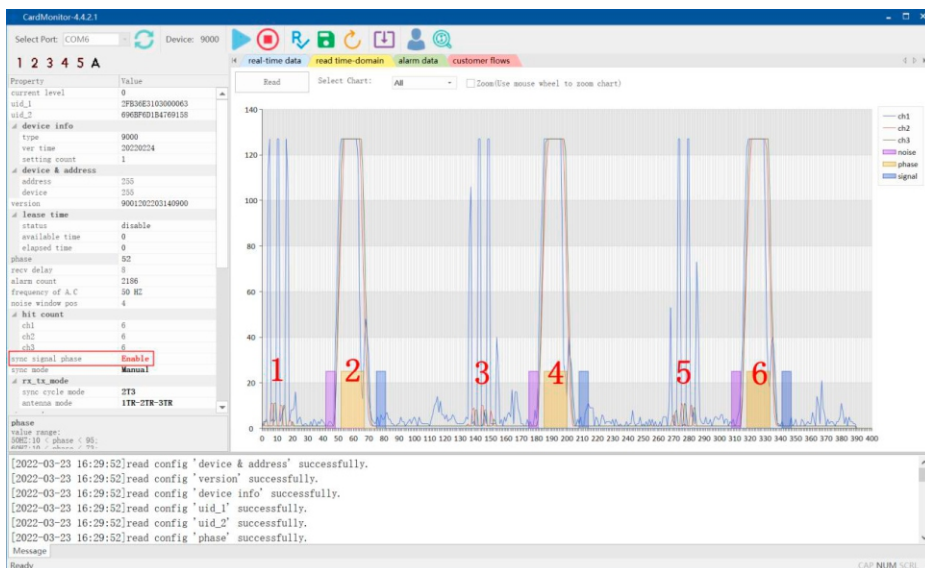 CardMonitor-4.4.2.1
Select Port: COM6 Device: 9000
1 2 3 4 5 A
real-time data read time-domain alarm data customer flows
Read Select Chart: All Zoom(Use mouse wheel to zoom chart)
Property Value
current level 0
uid_1 2FB36E3103000063
uid_2 696BF6D1B4769158
device info
type 9000
ver time 20220224
setting count 1
device & address
address 255
device 255
version 9001202203140900
lease time
status disable
available time 0
elapsed time 0
phase 52
recv delay 8
alarm count 2186
frequency of A.C 50 HZ
noise window pos 4
hit count
ch1 6
ch2 6
ch3 6
sync signal phase Enable
sync mode Manual
rx_tx_mode
sync cycle mode 2T3
antenna mode 1TR-2TR-3TR
phase
value range:
50HZ:10 < phase < 95;
140
120
100
80
60
40
20
0
1 2 3 4 5 6
0 10 20 30 40 50 60 70 80 90 100 110 120 130 140 150 160 170 180 190 200 210 220 230 240 250 260 270 280 290 300 310 320 330 340 350 360 370 380 390 400
ch1
ch2
ch3
noise
phase
signal
[2022-03-23 16:29:52]read config 'device & address' successfully.
[2022-03-23 16:29:52]read config 'version' successfully.
[2022-03-23 16:29:52]read config 'device info' successfully.
[2022-03-23 16:29:52]read config 'uid_1' successfully.
[2022-03-23 16:29:52]read config 'uid_2' successfully.
[2022-03-23 16:29:52]read config 'phase' successfully.
Message
Ready CAP NUM SCRL